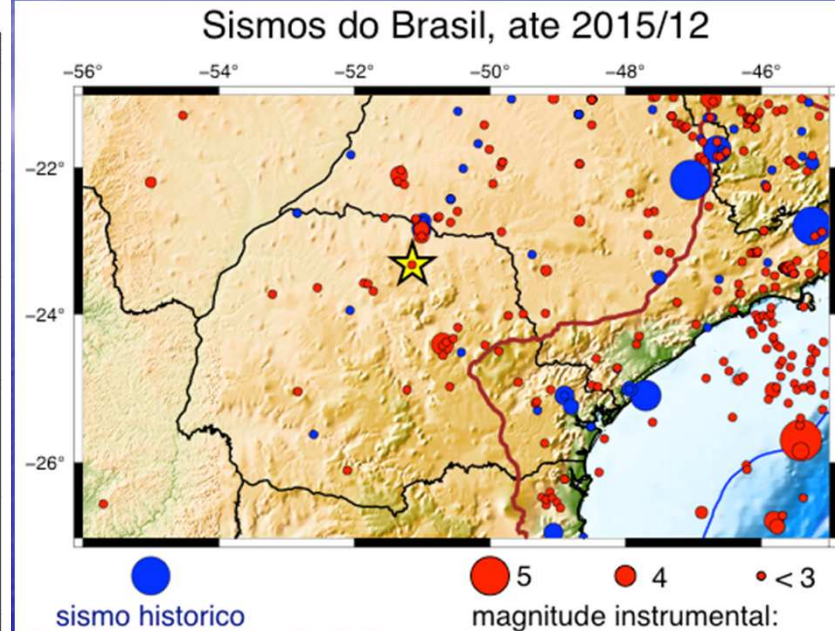 Sismos do Brasil, ate 2015/12
−56° −54° −52° −50° −48° −46°
−22°
−24°
−26°
5 4 < 3
sismo historico magnitude instrumental: